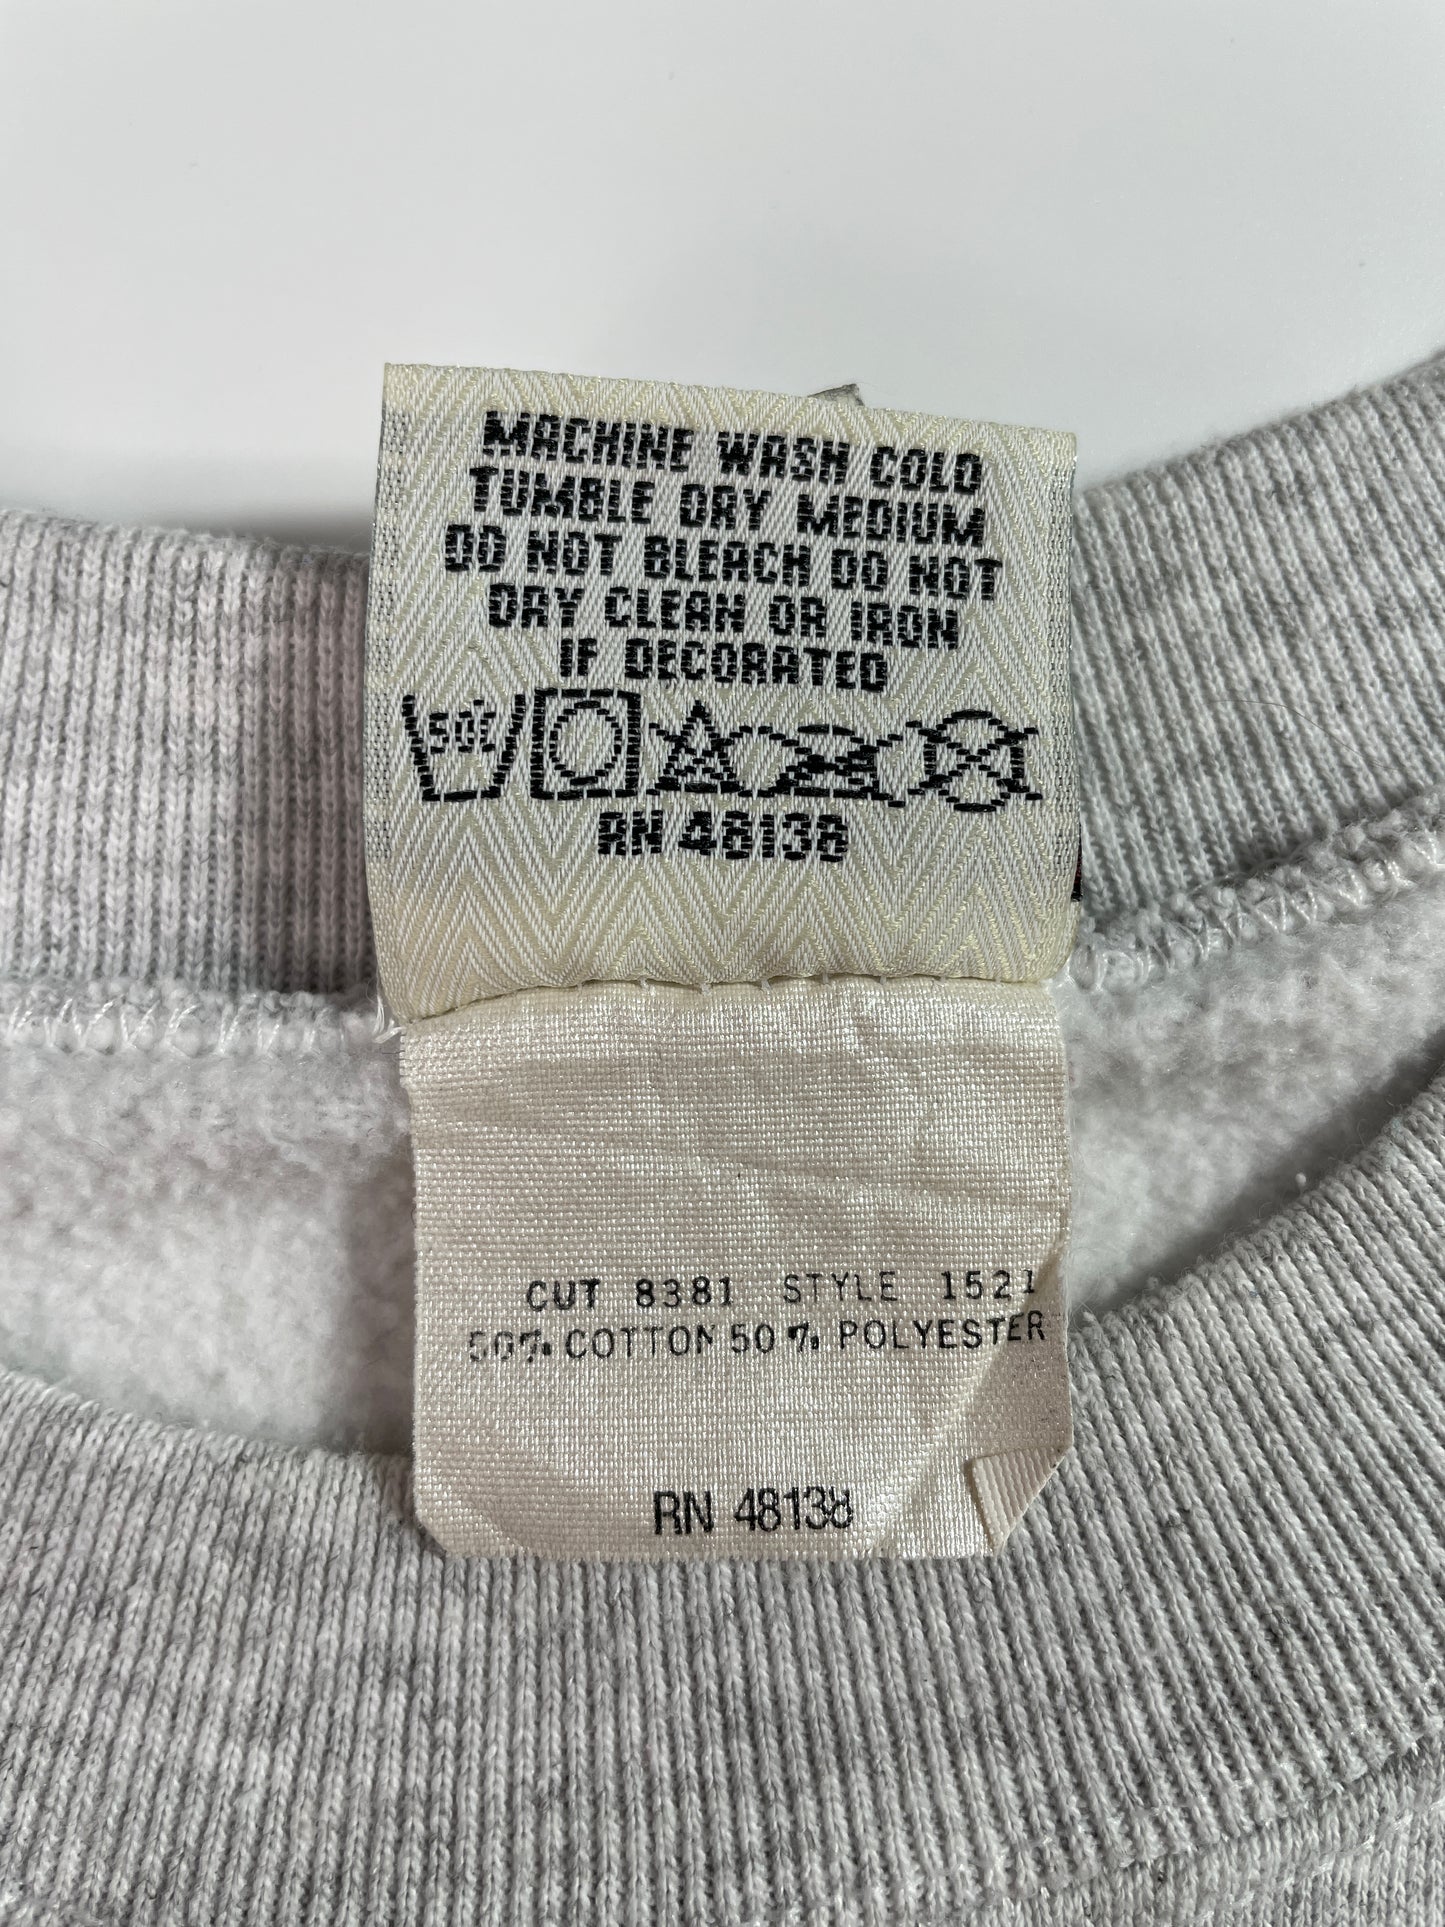 MACHINE WASH COLD
TUMBLE DRY MEDIUM
DO NOT BLEACH DO NOT
DRY CLEAN OR IRON
IF DECORATED
50°C
RN 48138
CUT 8381 STYLE 1521
50% COTTON 50% POLYESTER
RN 48138